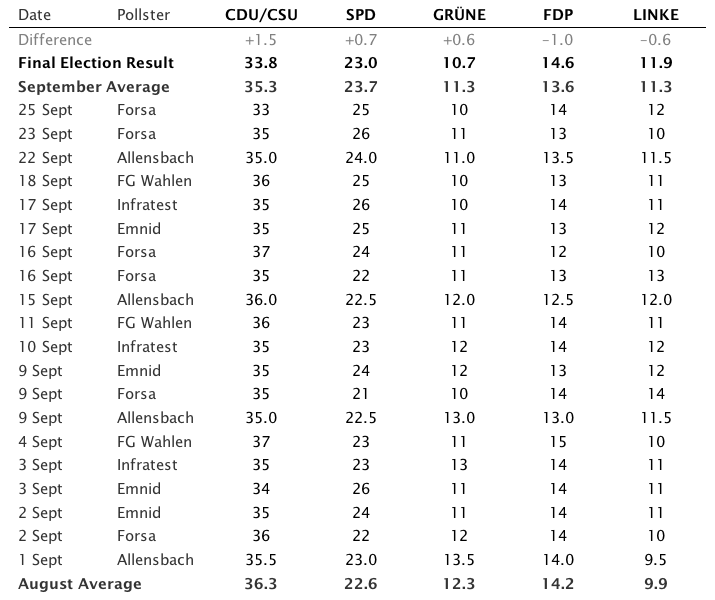 Date Pollster CDU/CSU SPD GRÜNE FDP LINKE
Difference +1.5 +0.7 +0.6 –1.0 –0.6
Final Election Result 33.8 23.0 10.7 14.6 11.9
September Average 35.3 23.7 11.3 13.6 11.3
25 Sept Forsa 33 25 10 14 12
23 Sept Forsa 35 26 11 13 10
22 Sept Allensbach 35.0 24.0 11.0 13.5 11.5
18 Sept FG Wahlen 36 25 10 13 11
17 Sept Infratest 35 26 10 14 11
17 Sept Emnid 35 25 11 13 12
16 Sept Forsa 37 24 11 12 10
16 Sept Forsa 35 22 11 13 13
15 Sept Allensbach 36.0 22.5 12.0 12.5 12.0
11 Sept FG Wahlen 36 23 11 14 11
10 Sept Infratest 35 23 12 14 12
9 Sept Emnid 35 24 12 13 12
9 Sept Forsa 35 21 10 14 14
9 Sept Allensbach 35.0 22.5 13.0 13.0 11.5
4 Sept FG Wahlen 37 23 11 15 10
3 Sept Infratest 35 23 13 14 11
3 Sept Emnid 34 26 11 14 11
2 Sept Emnid 35 24 11 14 11
2 Sept Forsa 36 22 12 14 10
1 Sept Allensbach 35.5 23.0 13.5 14.0 9.5
August Average 36.3 22.6 12.3 14.2 9.9